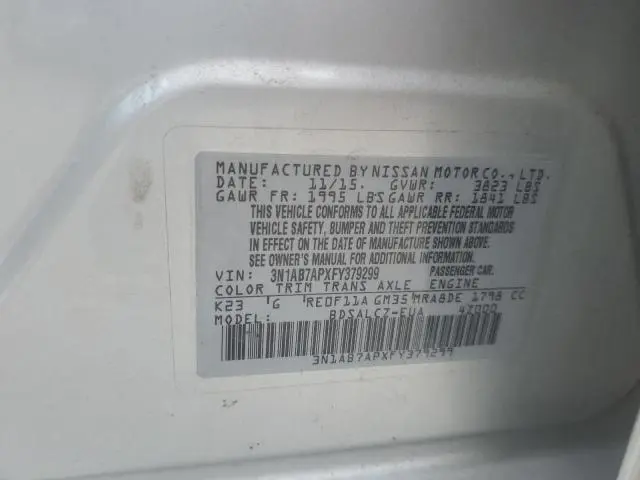 MANUFACTURED BY NISSAN MOTOR CO., LTD.
DATE: 11/15. GVWR: 3823 LBS
GAWR FR: 1995 LBS GAWR RR: 1841 LBS
THIS VEHICLE CONFORMS TO ALL APPLICABLE FEDERAL MOTOR
VEHICLE SAFETY, BUMPER AND THEFT PREVENTION STANDARDS
IN EFFECT ON THE DATE OF MANUFACTURE SHOWN ABOVE.
SEE OWNER'S MANUAL FOR ADDITIONAL INFORMATION.
VIN: 3N1AB7APXFY379299 PASSENGER CAR.
COLOR TRIM TRANS AXLE ENGINE
K23 G RE0F11A GM35 MRA8DE 1798 CC
MODEL: BDSALCZ-EUA
3N1AB7APXFY379299